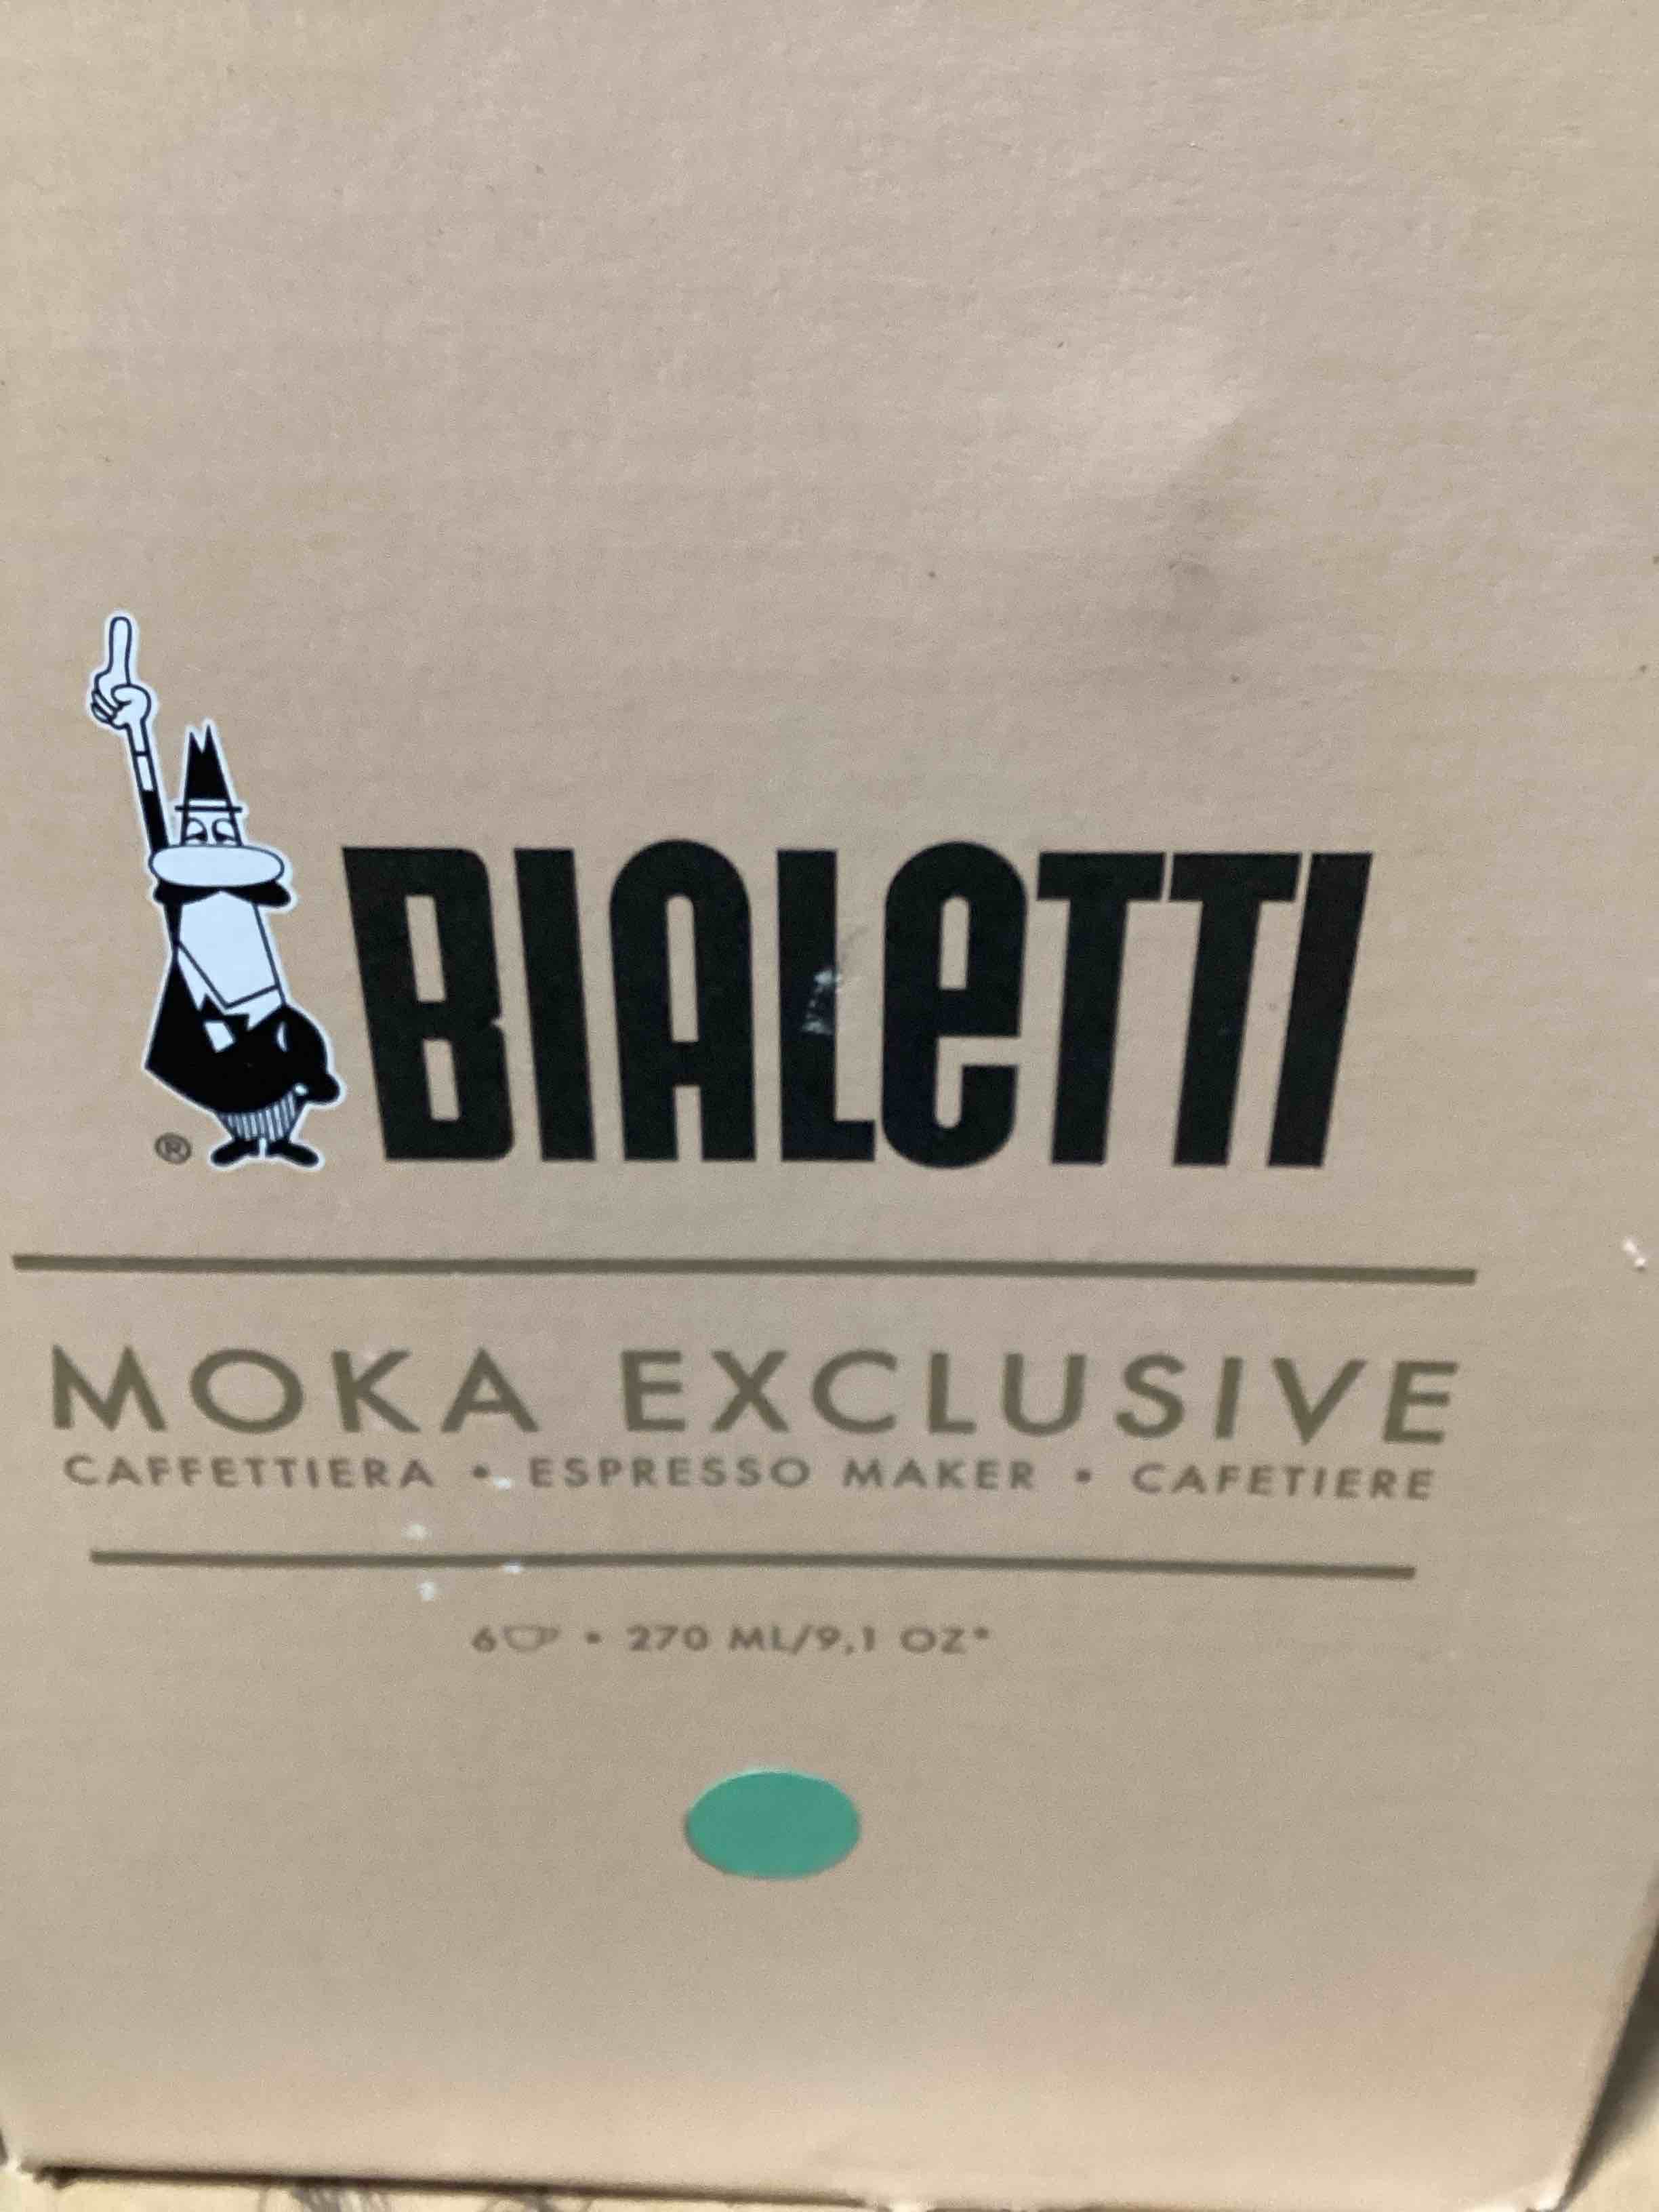 BIALETTI
®
MOKA EXCLUSIVE
CAFFETTIERA • ESPRESSO MAKER • CAFETIERE
6 • 270 ML/9,1 OZ*